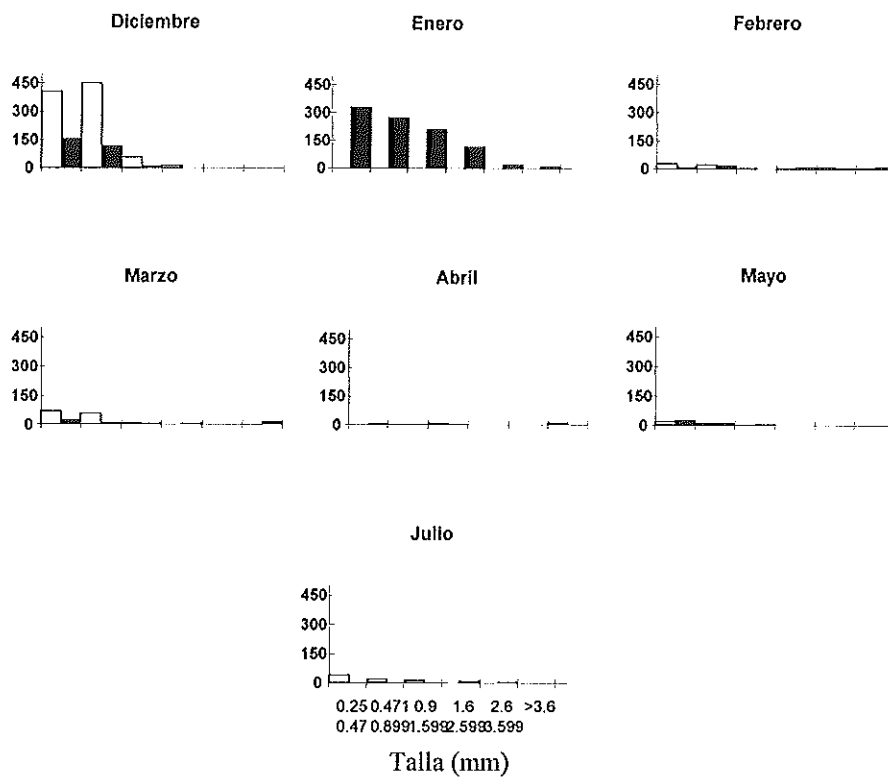 Diciembre Enero Febrero
450 450 450
300 300 300
150 150 150
0 0 0
Marzo Abril Mayo
450 450 450
300 300 300
150 150 150
0 0 0
Julio
450
300
150
0
0.25 0.471 0.9 1.6 2.6 >3.6
0.47 0.899 1.599 2.599 3.599
Talla (mm)